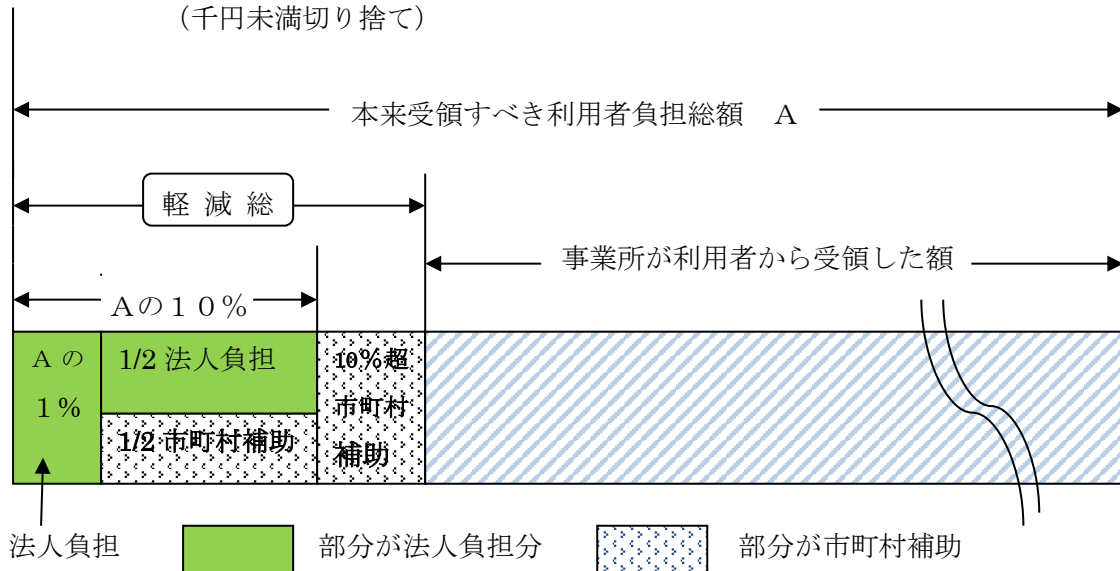 （千円未満切り捨て）
本来受領すべき利用者負担総額　A
軽 減 総
事業所が利用者から受領した額
Aの１０％
A の
１%
1/2 法人負担
1/2 市町村補助
10%超
市町村
補助
法人負担
部分が法人負担分
部分が市町村補助